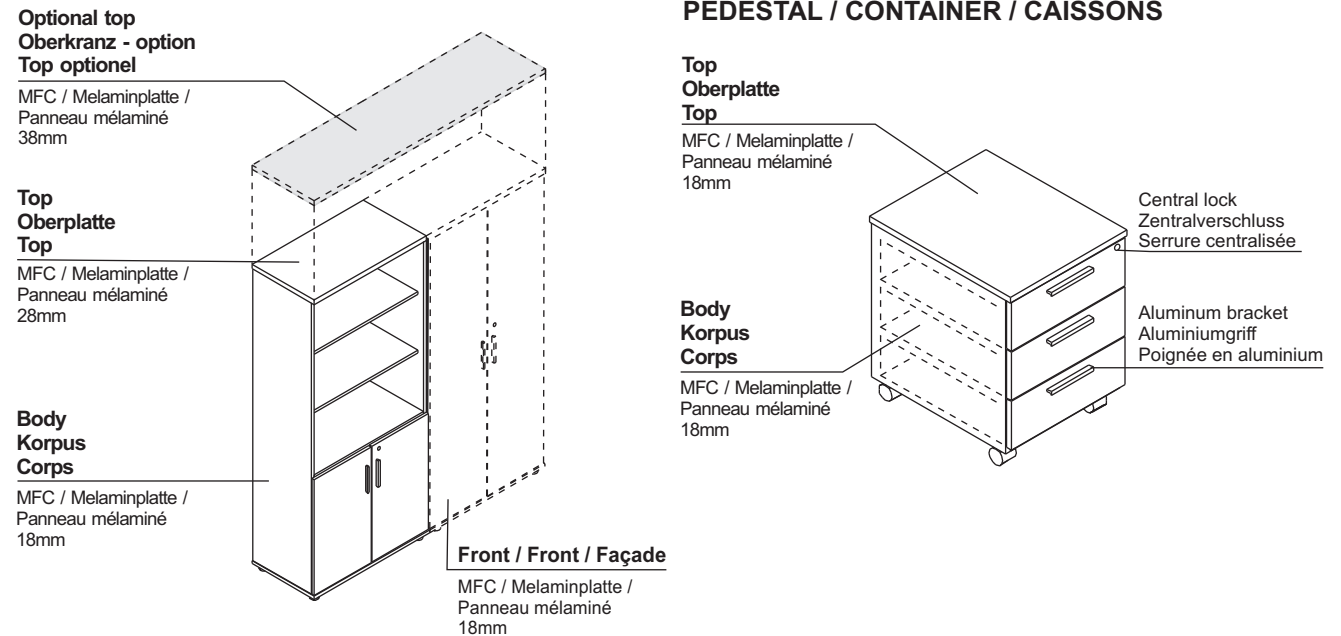 Optional top
Oberkranz - option
Top optionel
MFC / Melaminplatte /
Panneau mélaminé
38mm
Top
Oberplatte
Top
MFC / Melaminplatte /
Panneau mélaminé
28mm
Body
Korpus
Corps
MFC / Melaminplatte /
Panneau mélaminé
18mm
Front / Front / Façade
MFC / Melaminplatte /
Panneau mélaminé
18mm
PEDESTAL / CONTAINER / CAISSONS
Top
Oberplatte
Top
MFC / Melaminplatte /
Panneau mélaminé
18mm
Body
Korpus
Corps
MFC / Melaminplatte /
Panneau mélaminé
18mm
Central lock
Zentralverschluss
Serrure centralisée
Aluminum bracket
Aluminiumgriff
Poignée en aluminium